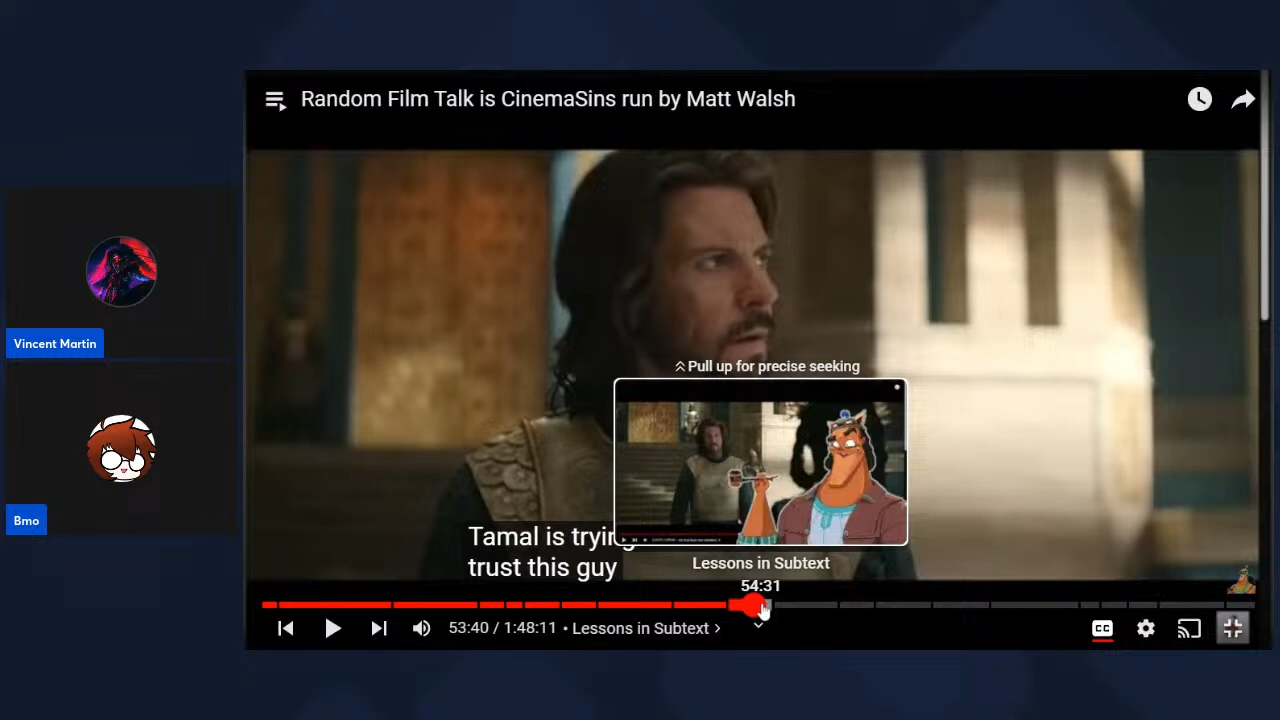 Random Film Talk is CinemaSins run by Matt Walsh
Vincent Martin
Pull up for precise seeking
Bmo
Tamal is trying
trust this guy
Lessons in Subtext
54:31
53:40 / 1:48:11 • Lessons in Subtext
CC